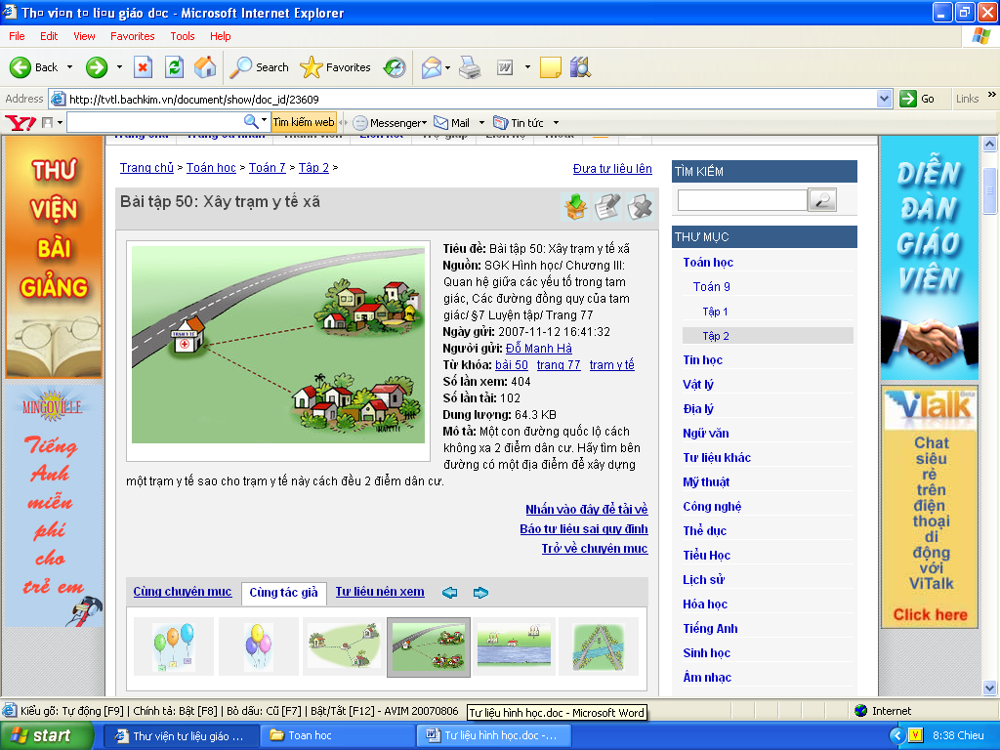 Thư viện tư liệu giáo dục - Microsoft Internet Explorer
File Edit View Favorites Tools Help
Back Search Favorites
Address http://tvtl.bachkim.vn/document/show/doc_id/23609 Go Links »
Y! Tìm kiếm web Messenger Mail Tin tức
THƯ
VIỆN
BÀI
GIẢNG
MINGOVILLE
Tiếng
Anh
miễn
phí
cho
trẻ em
Trang chủ > Toán học > Toán 7 > Tập 2 > Đưa tư liệu lên
Bài tập 50: Xây trạm y tế xã
TRẠM Y TẾ
Tiêu đề: Bài tập 50: Xây trạm y tế xã
Nguồn: SGK Hình học/ Chương III:
Quan hệ giữa các yếu tố trong tam
giác, Các đường đồng quy của tam
giác/ §7 Luyện tập/ Trang 77
Ngày gửi: 2007-11-12 16:41:32
Người gửi: Đỗ Mạnh Hà
Từ khóa: bài 50 trang 77 trạm y tế
Số lần xem: 404
Số lần tải: 102
Dung lượng: 64.3 KB
Mô tả: Một con đường quốc lộ cách
không xa 2 điểm dân cư. Hãy tìm bên
đường có một địa điểm để xây dựng
một trạm y tế sao cho trạm y tế này cách đều 2 điểm dân cư.
Nhấn vào đây để tải về
Báo tư liệu sai quy định
Trở về chuyên mục
Cùng chuyên mục Cùng tác giả Tư liệu nên xem
TÌM KIẾM
THƯ MỤC
Toán học
Toán 9
Tập 1
Tập 2
Tin học
Vật lý
Địa lý
Ngữ văn
Tư liệu khác
Mỹ thuật
Công nghệ
Thể dục
Tiểu Học
Lịch sử
Hóa học
Tiếng Anh
Sinh học
Âm nhạc
DIỄN
ĐÀN
GIÁO
VIÊN
viTalk Beta
Chat
siêu
rẻ
trên
điện
thoại
di
động
với
ViTalk
Click here
Kiểu gõ: Tự động [F9] | Chính tả: Bật [F8] | Bỏ dấu: Cũ [F7] | Bật/Tắt [F12] - AVIM 20070806 Internet
Tư liệu hình học.doc - Microsoft Word
start Thư viện tư liệu giáo ... Toan hoc Tư liệu hình học.doc -... V 8:38 Chieu